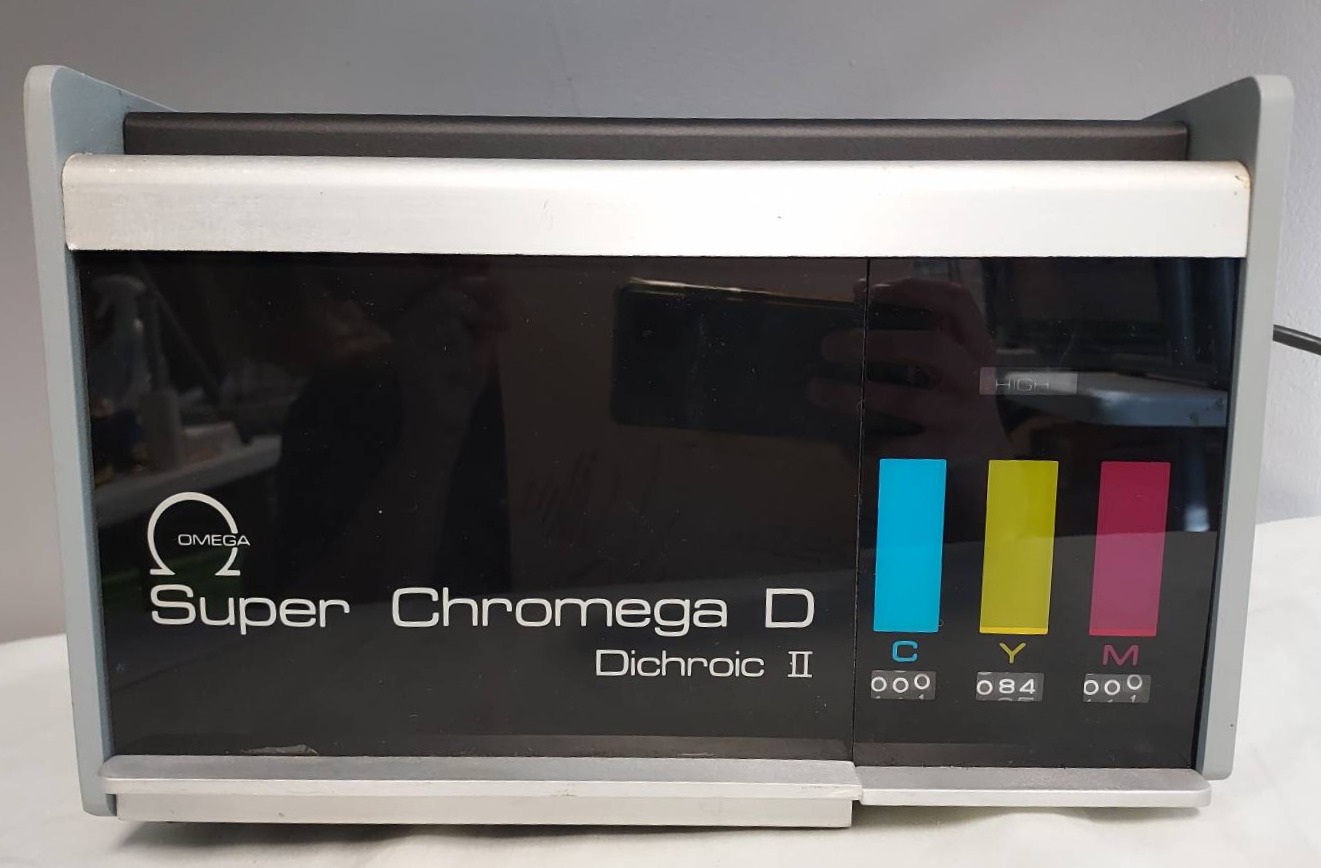 HIGH
OMEGA
Super Chromega D
Dichroic II
C Y M
000 084 000